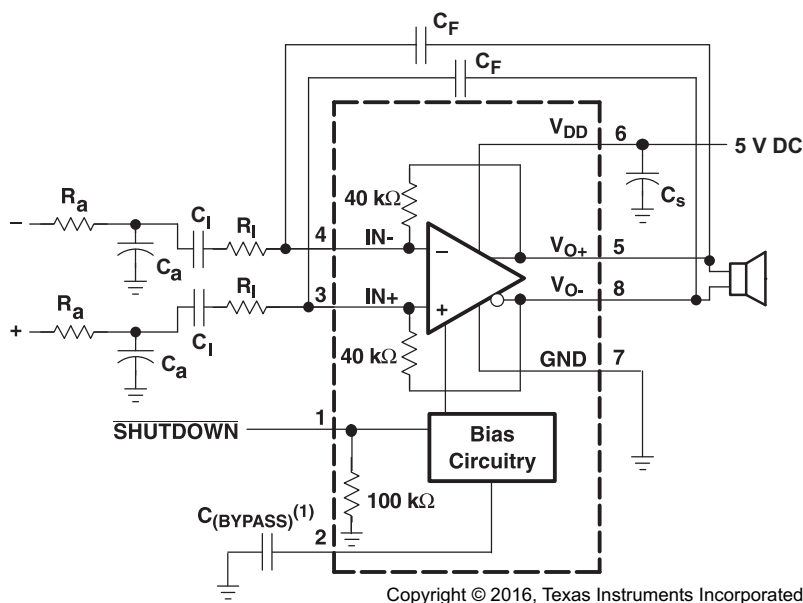 C_F
C_F
V_DD 6
5 V DC
C_s
40 kΩ
R_a
C_I
R_I
4
IN-
−
−
V_O+ 5
C_a
R_a
C_I
R_I
3
IN+
+
+
V_O- 8
C_a
40 kΩ
GND 7
SHUTDOWN
1
Bias
Circuitry
100 kΩ
C_(BYPASS)^(1)
2
Copyright © 2016, Texas Instruments Incorporated